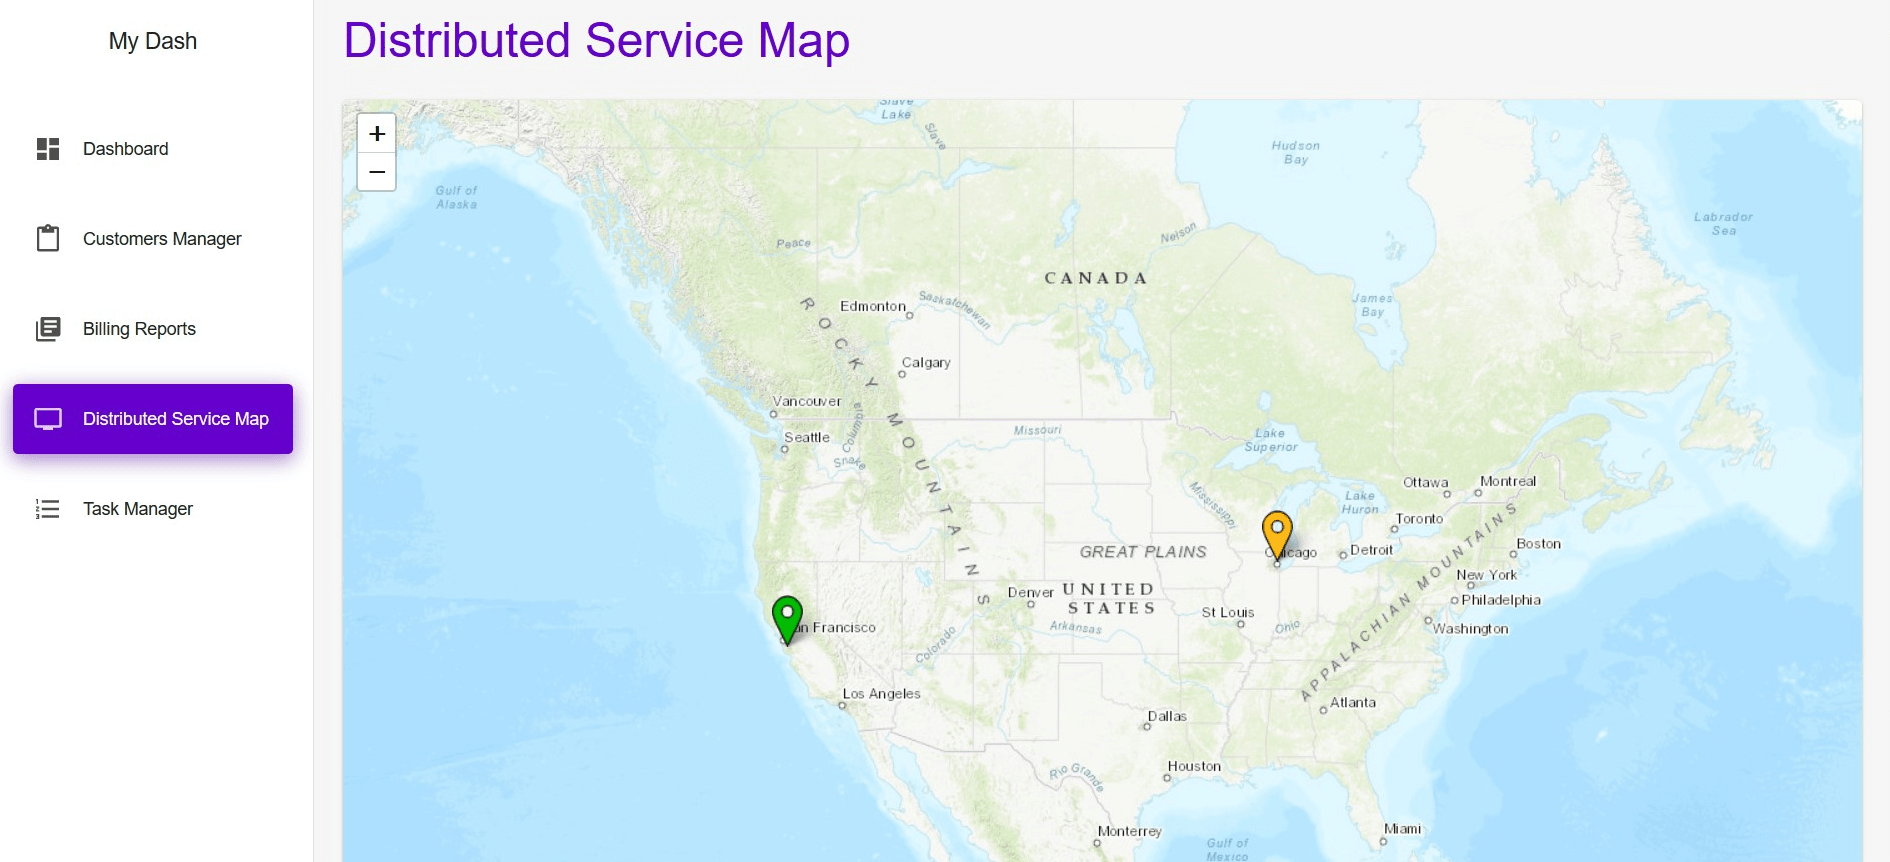 My Dash
Dashboard
Customers Manager
Billing Reports
Distributed Service Map
Task Manager
Distributed Service Map
+
−
Slave
Lake
Slave
Hudson
Bay
Gulf of
Alaska
Labrador
Sea
Peace
Nelson
CANADA
James
Bay
Edmonton
Saskatchewan
ROCKY MOUNTAINS
Calgary
Vancouver
Columbia
Seattle
Snake
Missouri
Lake
Superior
Ottawa
Montreal
Mississippi
Lake
Huron
Toronto
Boston
GREAT PLAINS
Chicago
Detroit
New York
Denver
UNITED
STATES
Philadelphia
St Louis
Ohio
Washington
APPALACHIAN MOUNTAINS
San Francisco
Colorado
Arkansas
Los Angeles
Atlanta
Dallas
Rio Grande
Houston
Monterrey
Miami
Gulf of
Mexico